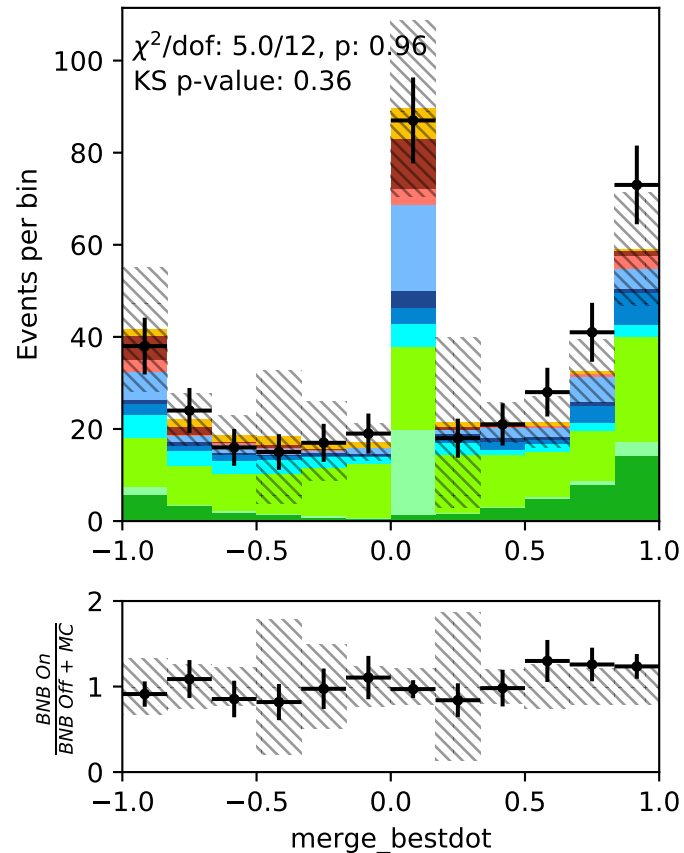 χ²/dof: 5.0/12, p: 0.96
KS p-value: 0.36
Events per bin
100
80
60
40
20
0
−1.0 −0.5 0.0 0.5 1.0
BNB On
BNB Off + MC
2
1
0
−1.0 −0.5 0.0 0.5 1.0
merge_bestdot